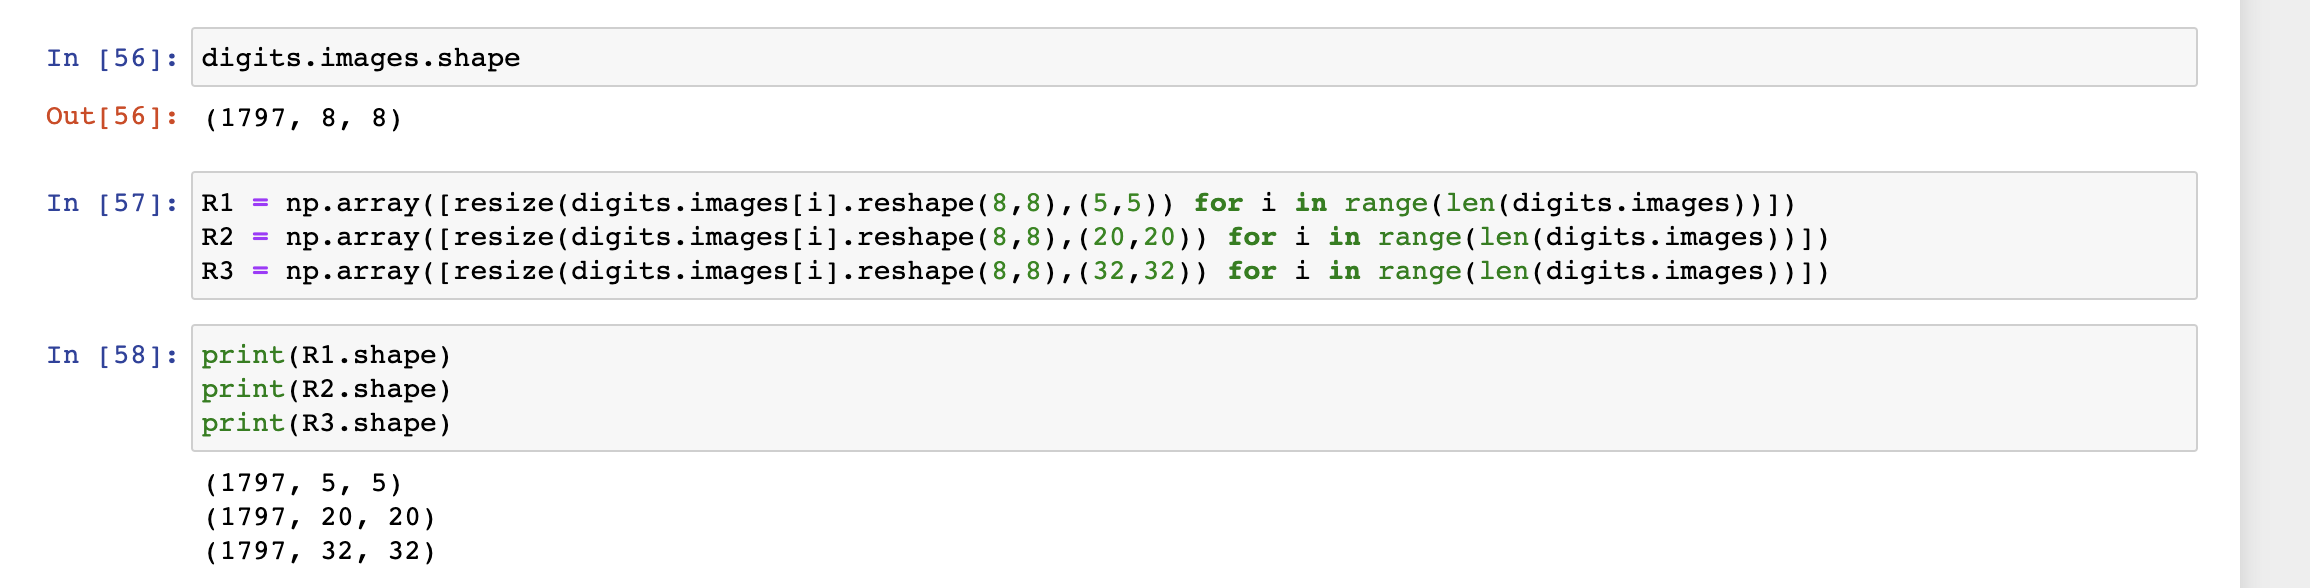 In [56]: digits.images.shape
Out[56]: (1797, 8, 8)
In [57]: R1 = np.array([resize(digits.images[i].reshape(8,8),(5,5)) for i in range(len(digits.images))])
R2 = np.array([resize(digits.images[i].reshape(8,8),(20,20)) for i in range(len(digits.images))])
R3 = np.array([resize(digits.images[i].reshape(8,8),(32,32)) for i in range(len(digits.images))])
In [58]: print(R1.shape)
print(R2.shape)
print(R3.shape)
(1797, 5, 5)
(1797, 20, 20)
(1797, 32, 32)